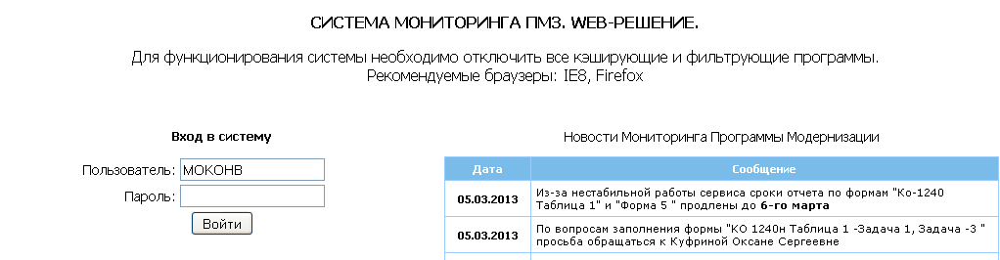 СИСТЕМА МОНИТОРИНГА ПМЗ. WEB-РЕШЕНИЕ.
Для функционирования системы необходимо отключить все кэширующие и фильтрующие программы.
Рекомендуемые браузеры: IE8, Firefox
Вход в систему
Пользователь: МОКОНВ
Пароль:
Войти
Новости Мониторинга Программы Модернизации
Дата Сообщение
05.03.2013 Из-за нестабильной работы сервиса сроки отчета по формам "Ко-1240
Таблица 1" и "Форма 5 " продлены до 6-го марта
05.03.2013 По вопросам заполнения формы "КО 1240н Таблица 1 -Задача 1, Задача -3 "
просьба обращаться к Куфриной Оксане Сергеевне